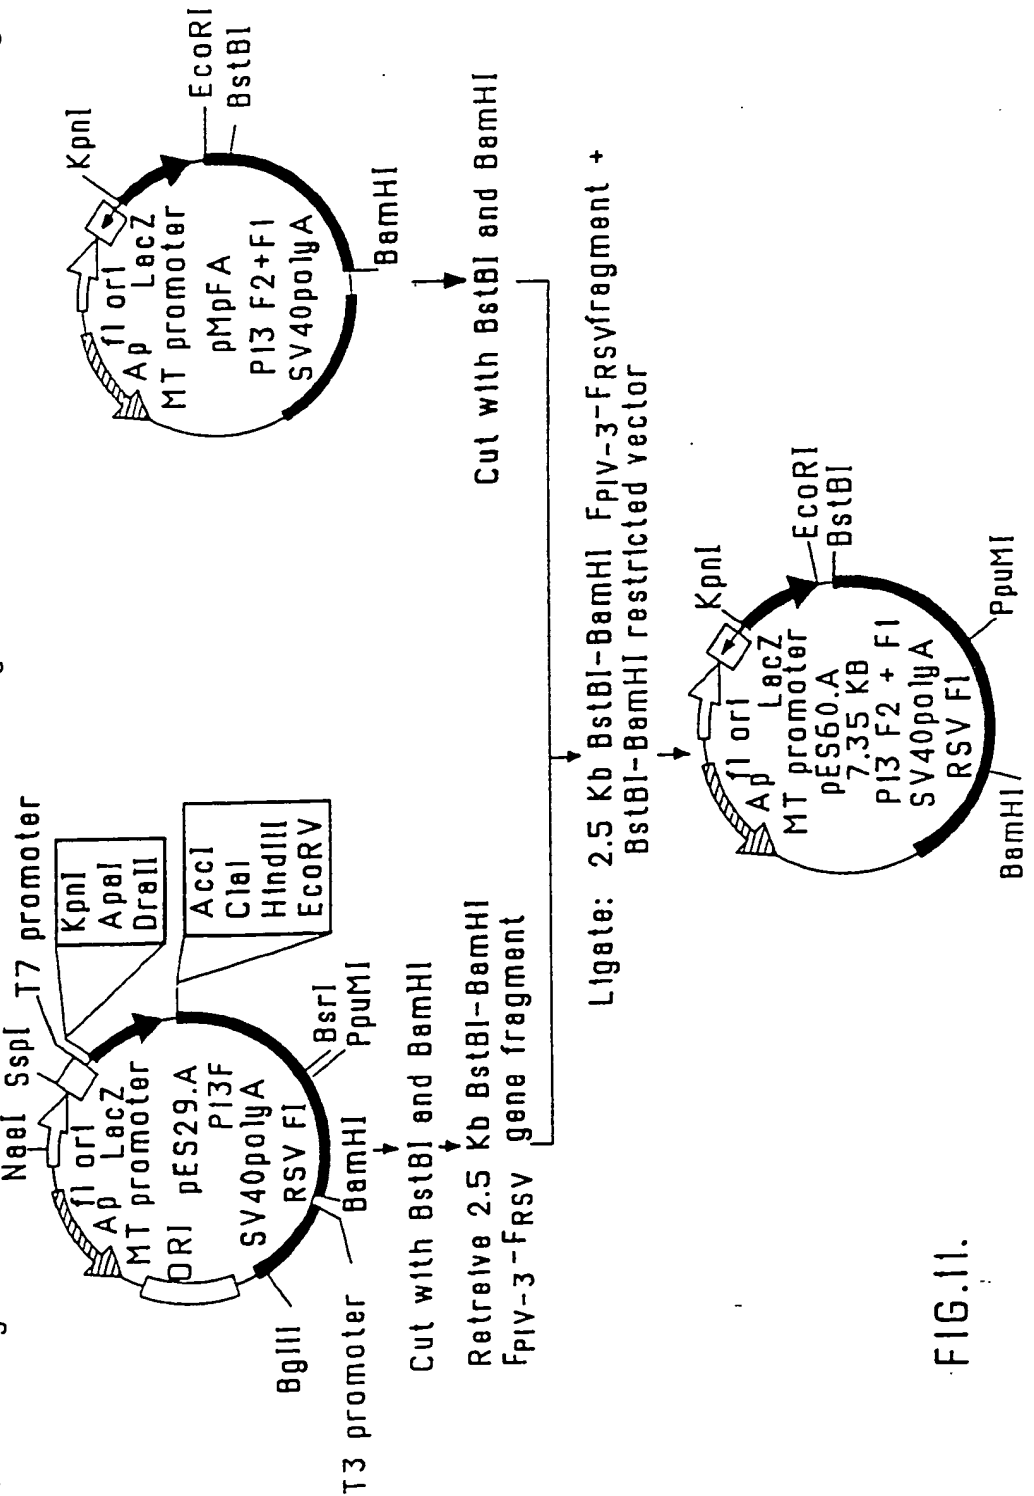 NaeI
SspI
T7 promoter
KpnI
ApaI
DraII
AccI
ClaI
HindIII
EcoRV
f1 ori
Ap LacZ
MT promoter
ORI pES29.A
PI3F
SV40polyA
RSV F1
BsrI
PpuMI
BamHI
BglII
T3 promoter
Cut with BstBI and BamHI
Retreive 2.5 Kb BstBI-BamHI
FPIV-3-FRSV gene fragment
KpnI
EcoRI
BstBI
f1 ori
Ap LacZ
MT promoter
pMpFA
PI3 F2+F1
SV40polyA
BamHI
Cut with BstBI and BamHI
Ligate: 2.5 Kb BstBI-BamHI FPIV-3-FRSVfragment +
BstBI-BamHI restricted vector
KpnI
EcoRI
BstBI
f1 ori
Ap LacZ
MT promoter
pES60.A
7.35 KB
PI3 F2 + F1
SV40polyA
RSV F1
PpuMI
BamHI
FIG.11.